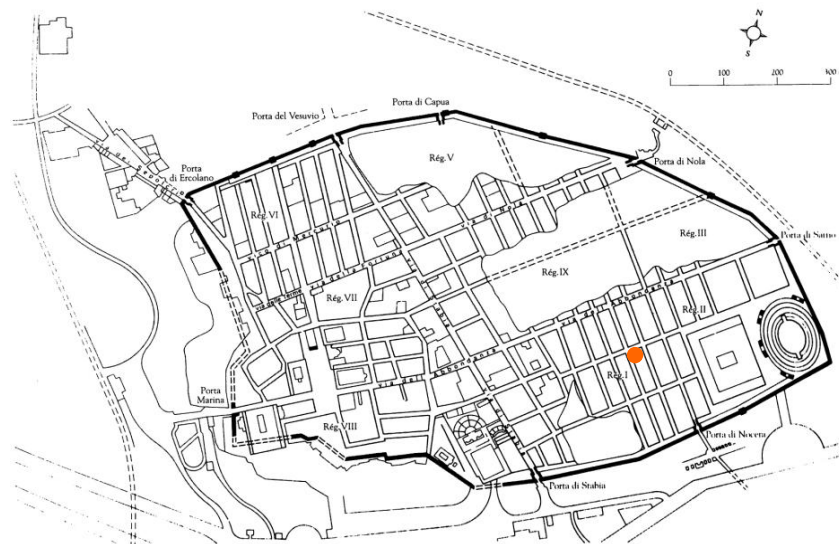 N
S
0 100 200 300
Porta di Capua
Porta del Vesuvio
Porta di Nola
Rég. V
Porta
di Ercolano
Rég. VI
Rég. III
Porta di Sarno
Rég. IX
Rég. VII
Rég. II
Rég. I
Porta
Marina
Rég. VIII
Porta di Nocera
Porta di Stabia